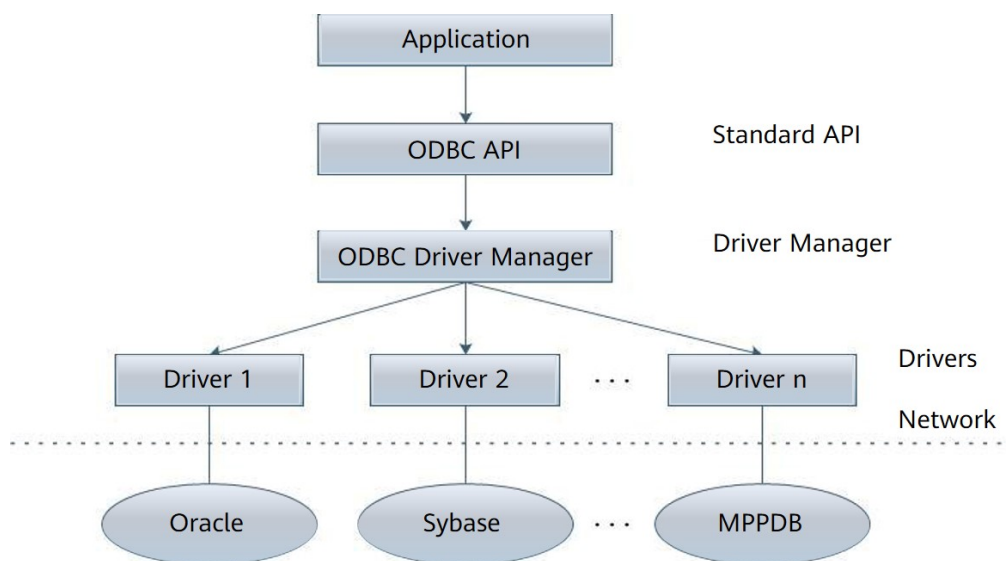 Application
ODBC API
Standard API
ODBC Driver Manager
Driver Manager
Driver 1
Driver 2
...
Driver n
Drivers
Network
Oracle
Sybase
...
MPPDB